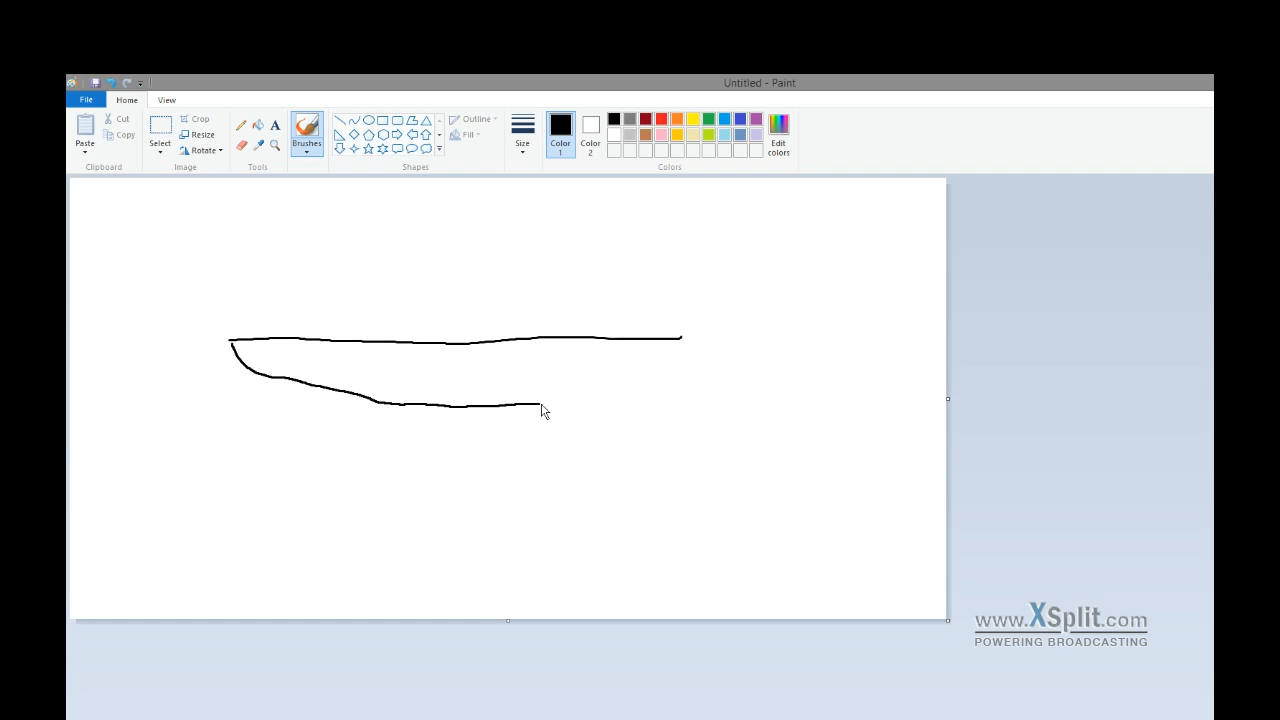 Untitled - Paint
File Home View
Paste Cut Copy
Select Crop Resize Rotate
A
Brushes
Outline Fill
Size
Color 1
Color 2
Edit colors
Clipboard Image Tools Shapes Colors
www.XSplit.com
POWERING BROADCASTING